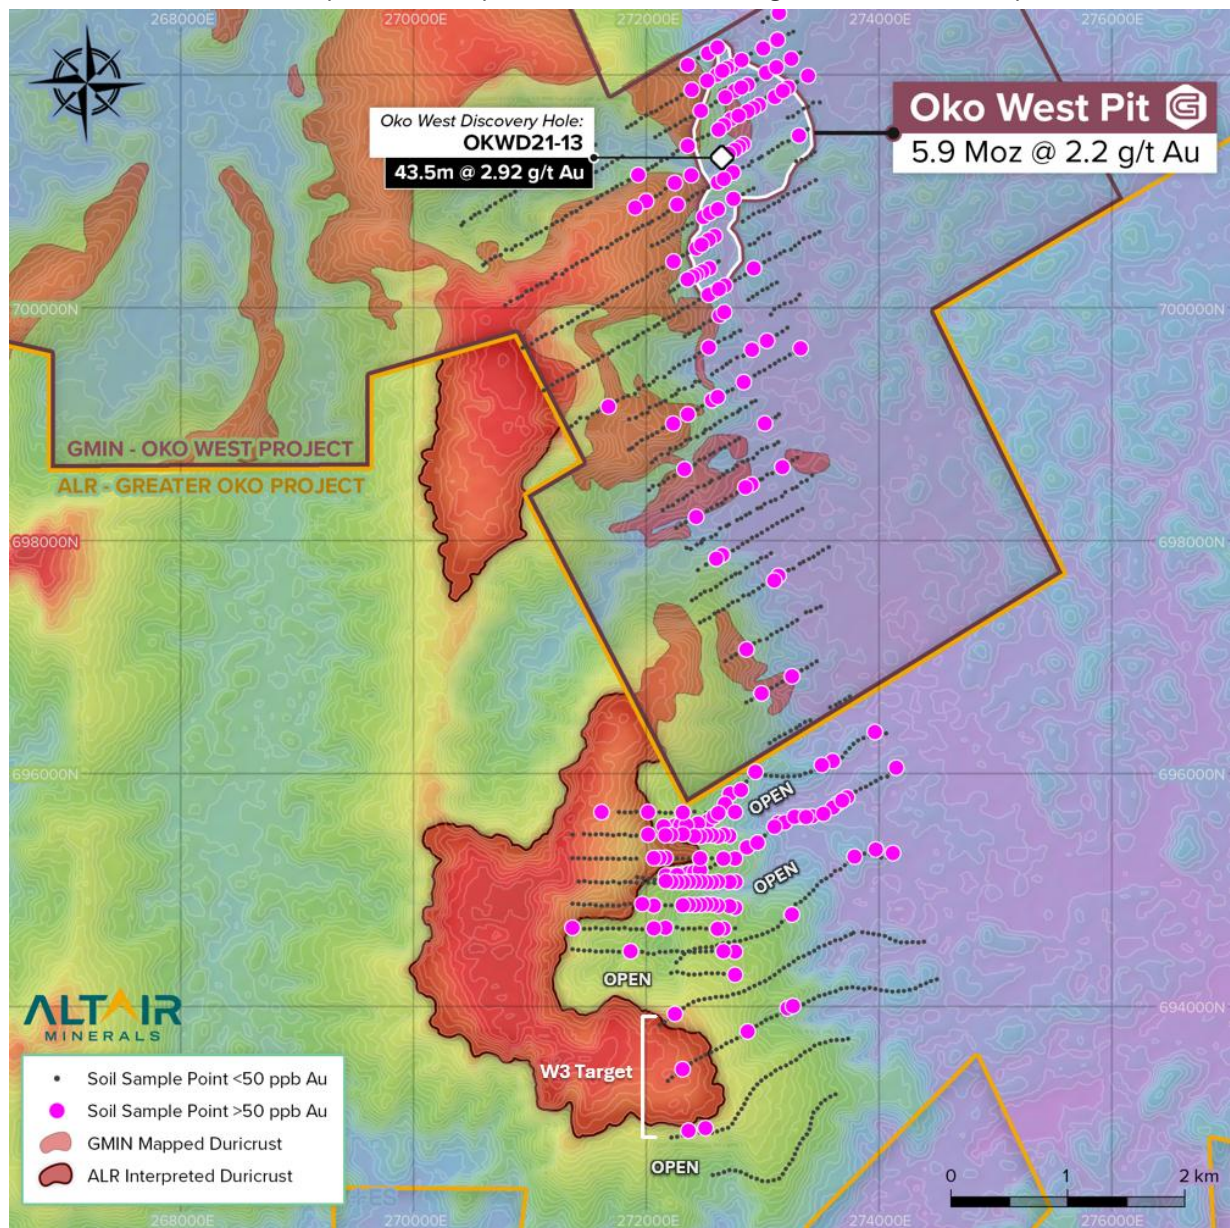 268000E
270000E
272000E
274000E
276000E
Oko West Discovery Hole:
OKWD21-13
43.5m @ 2.92 g/t Au
Oko West Pit
5.9 Moz @ 2.2 g/t Au
700000N
700000N
GMIN - OKO WEST PROJECT
ALR - GREATER OKO PROJECT
698000N
698000N
696000N
696000N
OPEN
OPEN
OPEN
ALTAIR
MINERALS
694000N
W3 Target
OPEN
Soil Sample Point <50 ppb Au
Soil Sample Point >50 ppb Au
GMIN Mapped Duricrust
ALR Interpreted Duricrust
0
1
2 km
268000E
270000E
272000E
274000E
276000E